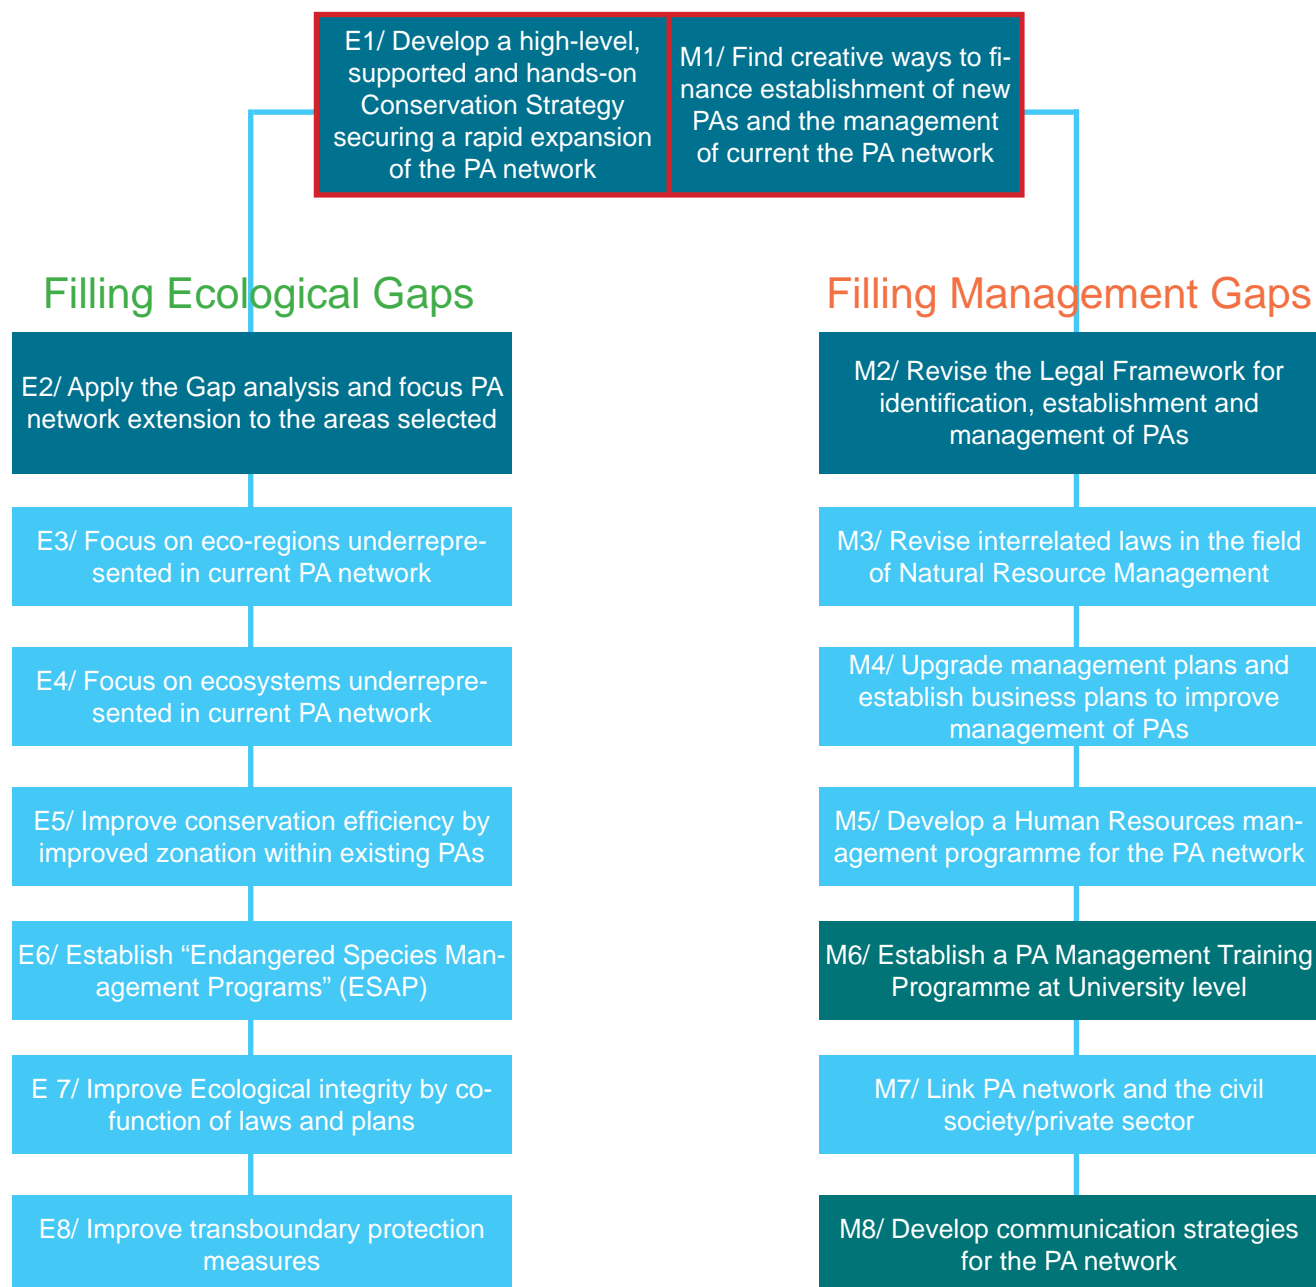 E1/ Develop a high-level,
supported and hands-on
Conservation Strategy
securing a rapid expansion
of the PA network
M1/ Find creative ways to fi-
nance establishment of new
PAs and the management
of current the PA network
Filling Ecological Gaps
E2/ Apply the Gap analysis and focus PA
network extension to the areas selected
E3/ Focus on eco-regions underrepre-
sented in current PA network
E4/ Focus on ecosystems underrepre-
sented in current PA network
E5/ Improve conservation efficiency by
improved zonation within existing PAs
E6/ Establish “Endangered Species Man-
agement Programs” (ESAP)
E 7/ Improve Ecological integrity by co-
function of laws and plans
E8/ Improve transboundary protection
measures
Filling Management Gaps
M2/ Revise the Legal Framework for
identification, establishment and
management of PAs
M3/ Revise interrelated laws in the field
of Natural Resource Management
M4/ Upgrade management plans and
establish business plans to improve
management of PAs
M5/ Develop a Human Resources man-
agement programme for the PA network
M6/ Establish a PA Management Training
Programme at University level
M7/ Link PA network and the civil
society/private sector
M8/ Develop communication strategies
for the PA network